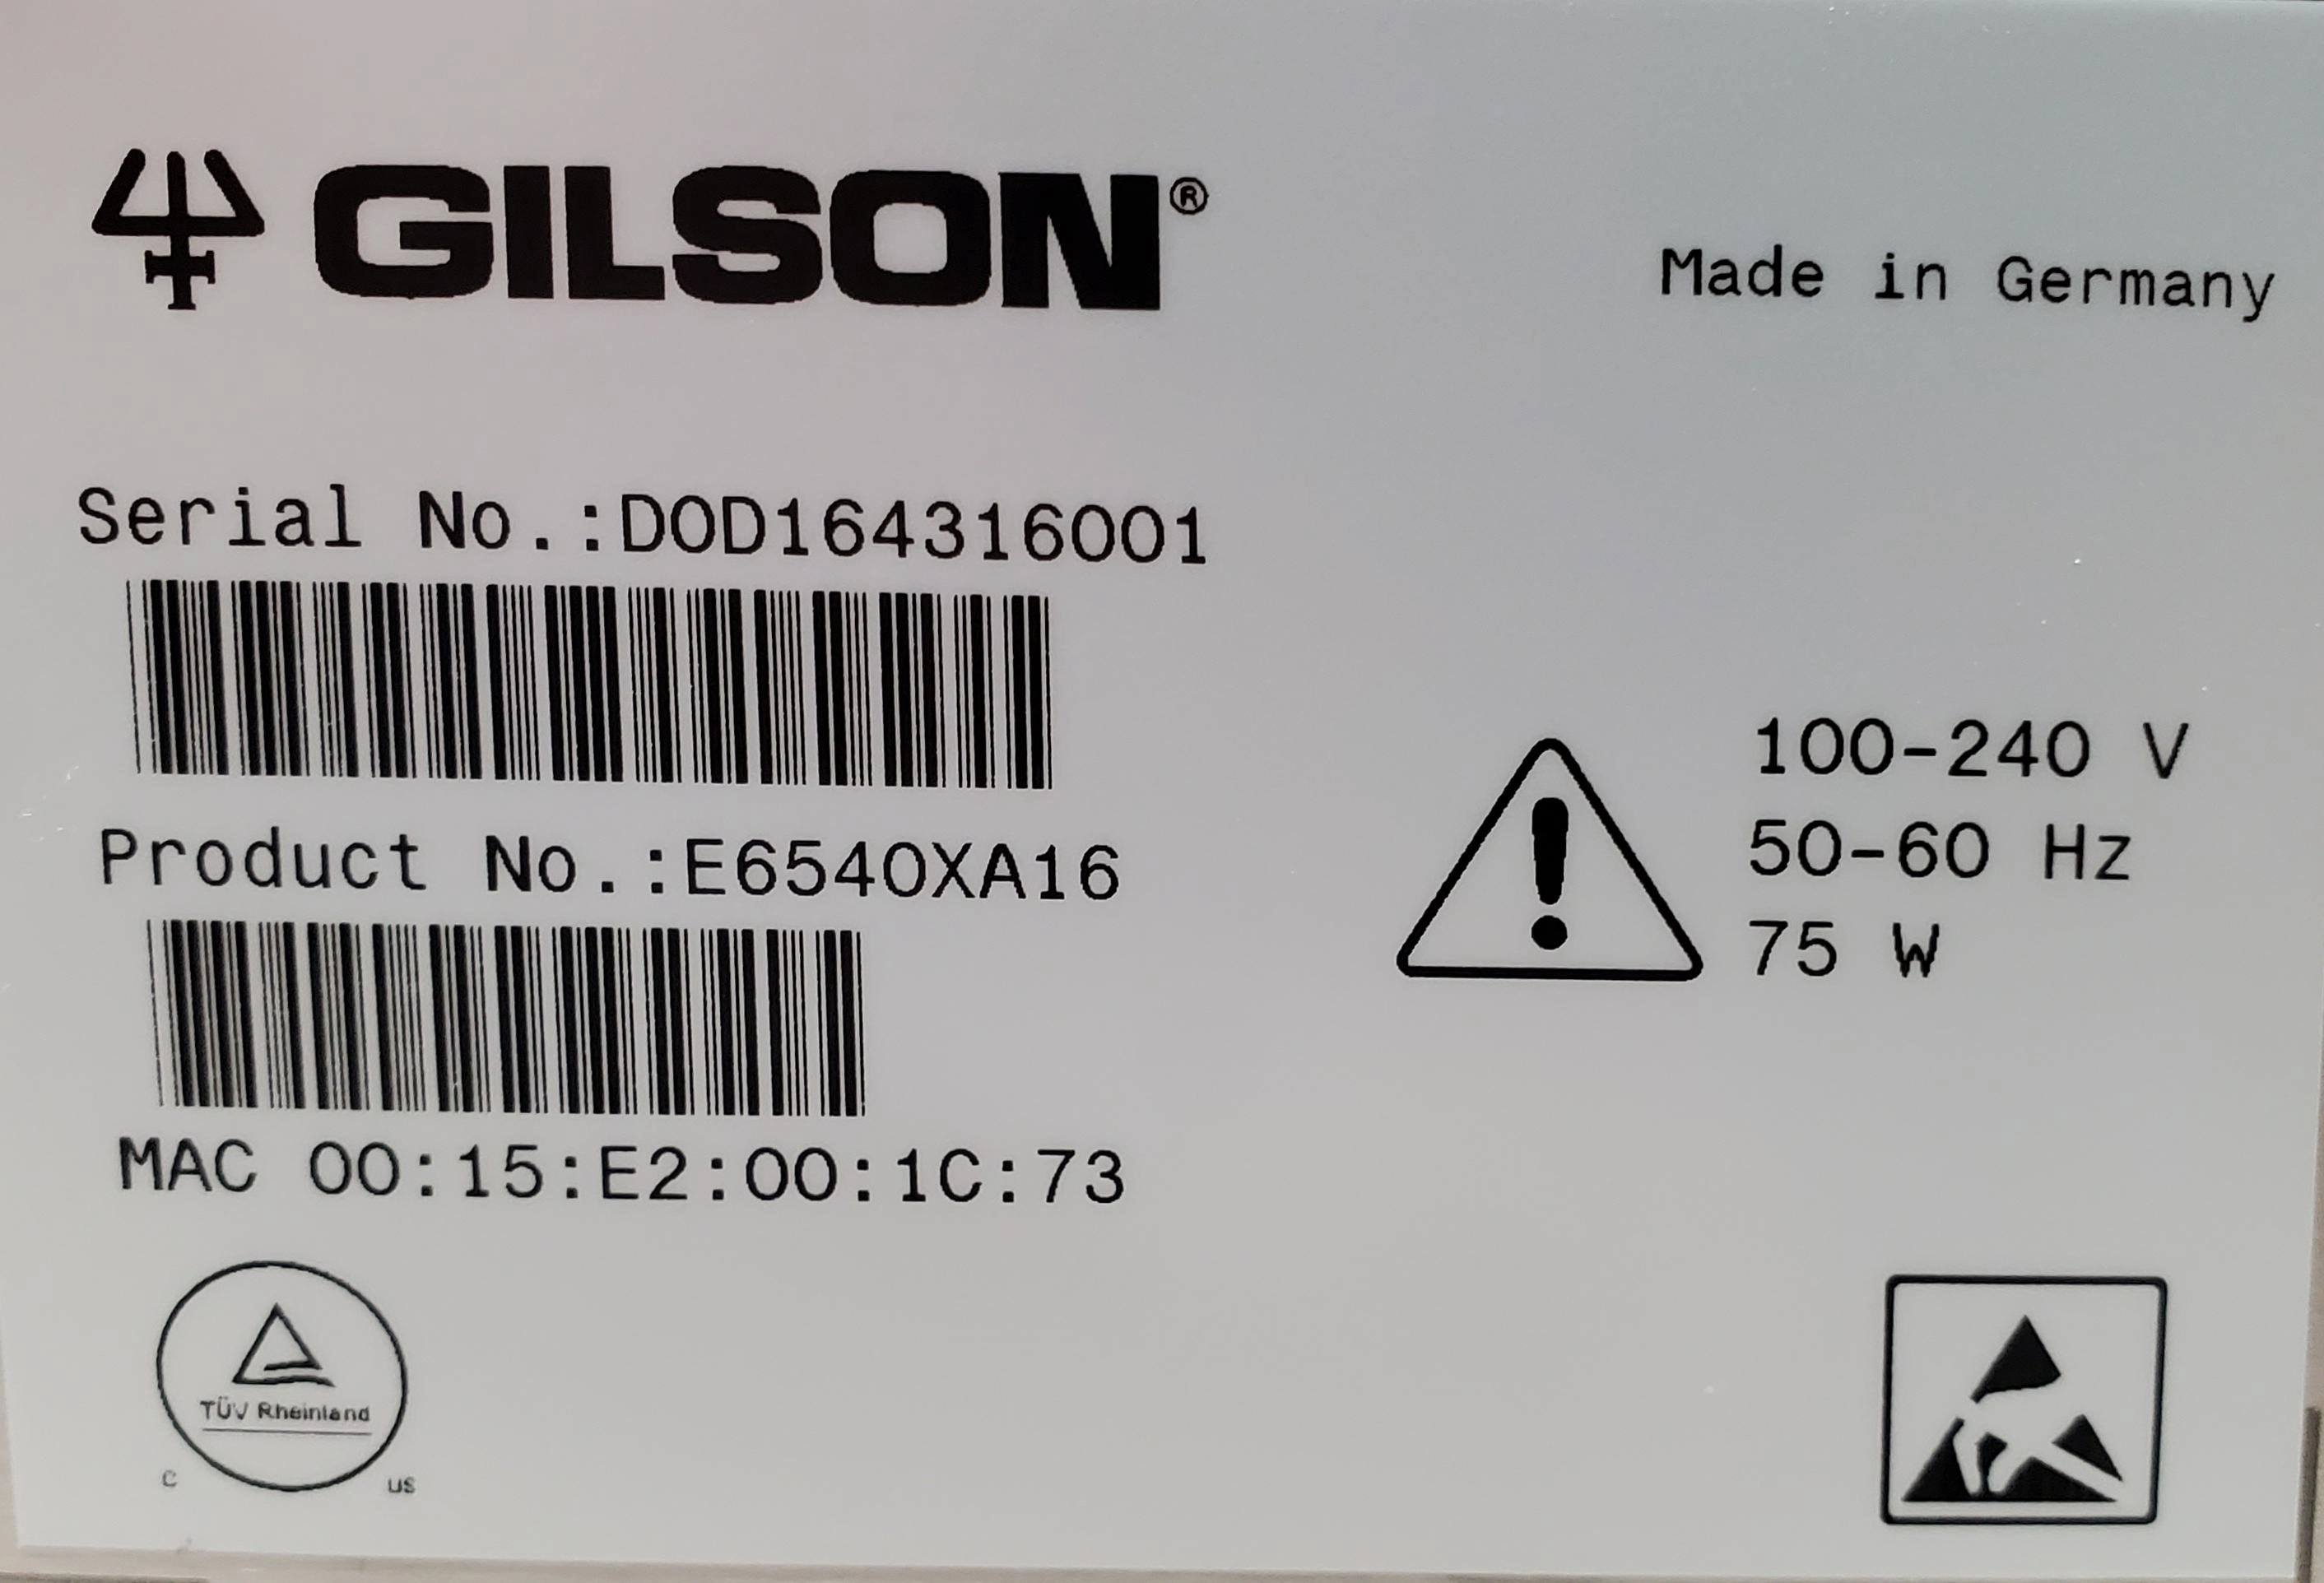 GILSON®
Made in Germany
Serial No.:DOD164316001
Product No.:E6540XA16
MAC 00:15:E2:00:1C:73
100-240 V
50-60 Hz
75 W
TÜV Rheinland
C US